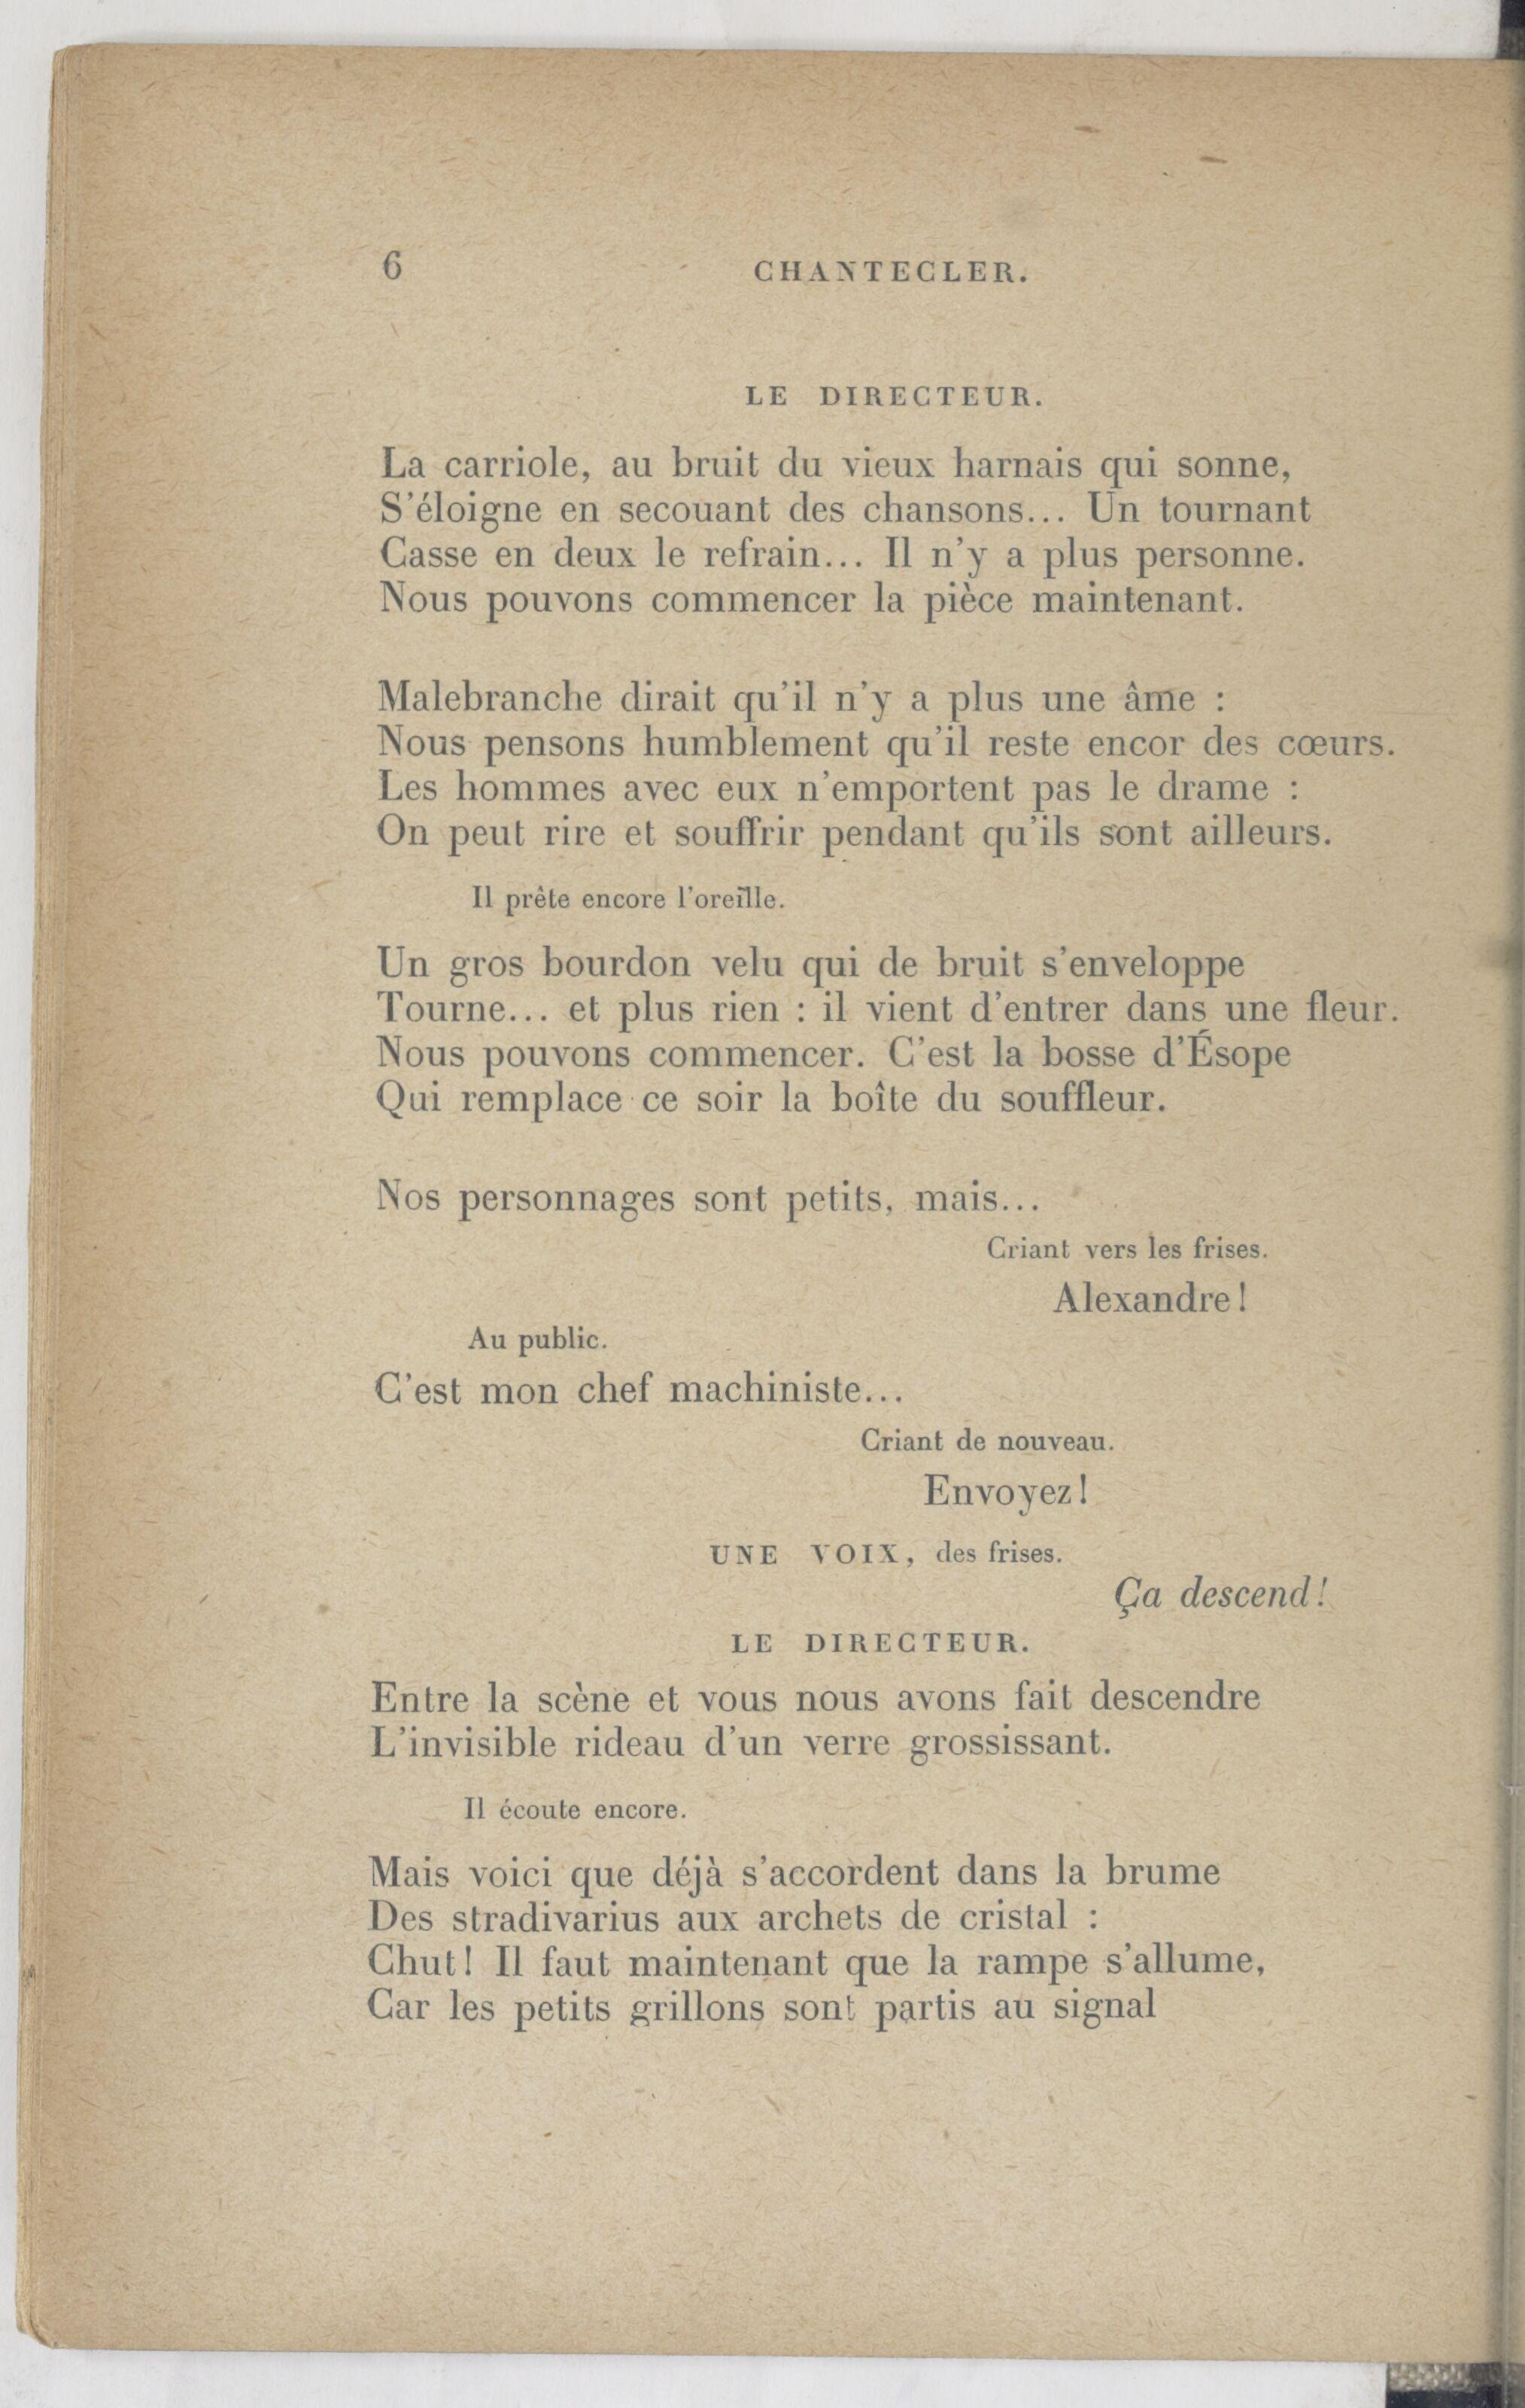 6
CHANTECLER.
LE DIRECTEUR.
La carriole, au bruit du vieux harnais qui sonne,
S'éloigne en secouant des chansons... Un tournant
Casse en deux le refrain... Il n'y a plus personne.
Nous pouvons commencer la pièce maintenant.
Malebranche dirait qu'il n'y a plus une âme :
Nous pensons humblement qu'il reste encor des cœurs.
Les hommes avec eux n'emportent pas le drame :
On peut rire et souffrir pendant qu'ils sont ailleurs.
Il prête encore l'oreille.
Un gros bourdon velu qui de bruit s'enveloppe
Tourne... et plus rien : il vient d'entrer dans une fleur.
Nous pouvons commencer. C'est la bosse d'Ésope
Qui remplace ce soir la boîte du souffleur.
Nos personnages sont petits, mais...
Criant vers les frises.
Alexandre!
Au public.
C'est mon chef machiniste...
Criant de nouveau.
Envoyez!
UNE VOIX, des frises.
Ça descend!
LE DIRECTEUR.
Entre la scène et vous nous avons fait descendre
L'invisible rideau d'un verre grossissant.
Il écoute encore.
Mais voici que déjà s'accordent dans la brume
Des stradivarius aux archets de cristal :
Chut! Il faut maintenant que la rampe s'allume,
Car les petits grillons sont partis au signal